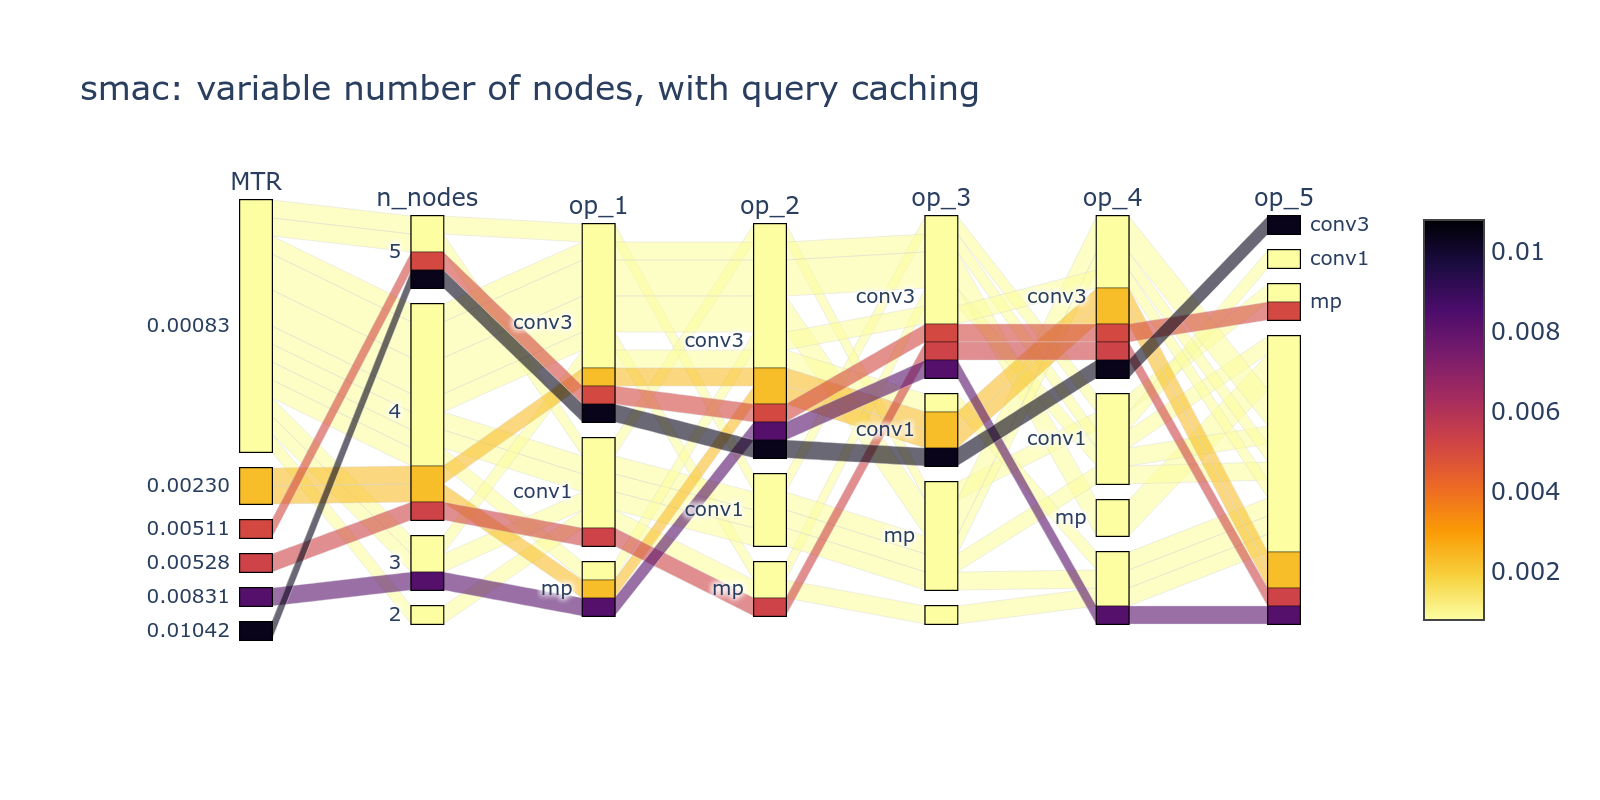 smac: variable number of nodes, with query caching
MTR
n_nodes
op_1
op_2
op_3
op_4
op_5
0.00083
0.00230
0.00511
0.00528
0.00831
0.01042
5
4
3
2
conv3
conv1
mp
conv3
conv1
mp
conv3
conv1
mp
conv3
conv1
mp
conv3
conv1
mp
0.01
0.008
0.006
0.004
0.002